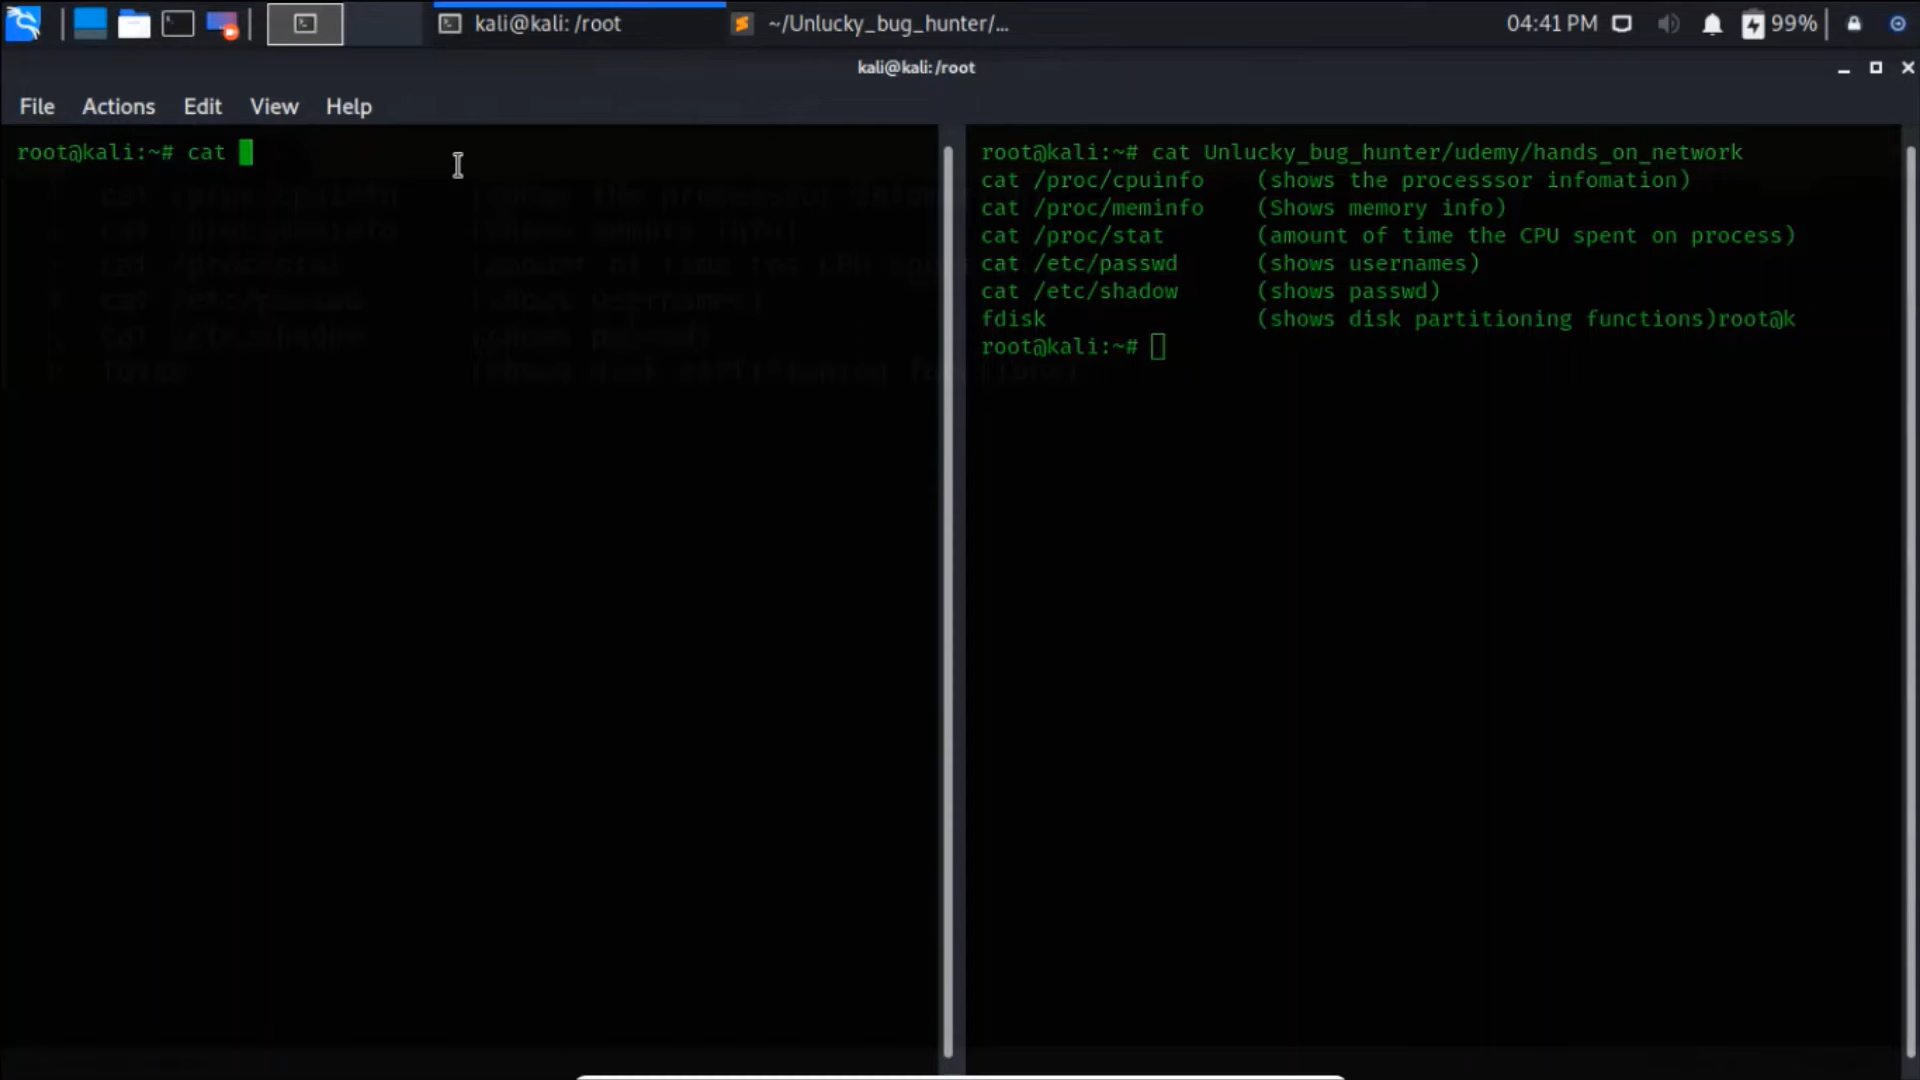 kali@kali: /root
~/Unlucky_bug_hunter/...
04:41 PM
99%
kali@kali:/root
File Actions Edit View Help
root@kali:~# cat
root@kali:~# cat Unlucky_bug_hunter/udemy/hands_on_network
cat /proc/cpuinfo (shows the processsor infomation)
cat /proc/meminfo (Shows memory info)
cat /proc/stat (amount of time the CPU spent on process)
cat /etc/passwd (shows usernames)
cat /etc/shadow (shows passwd)
fdisk (shows disk partitioning functions)root@k
root@kali:~#